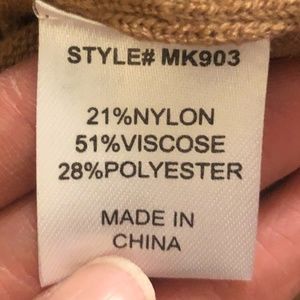 STYLE# MK903
21%NYLON
51%VISCOSE
28%POLYESTER
MADE IN
CHINA